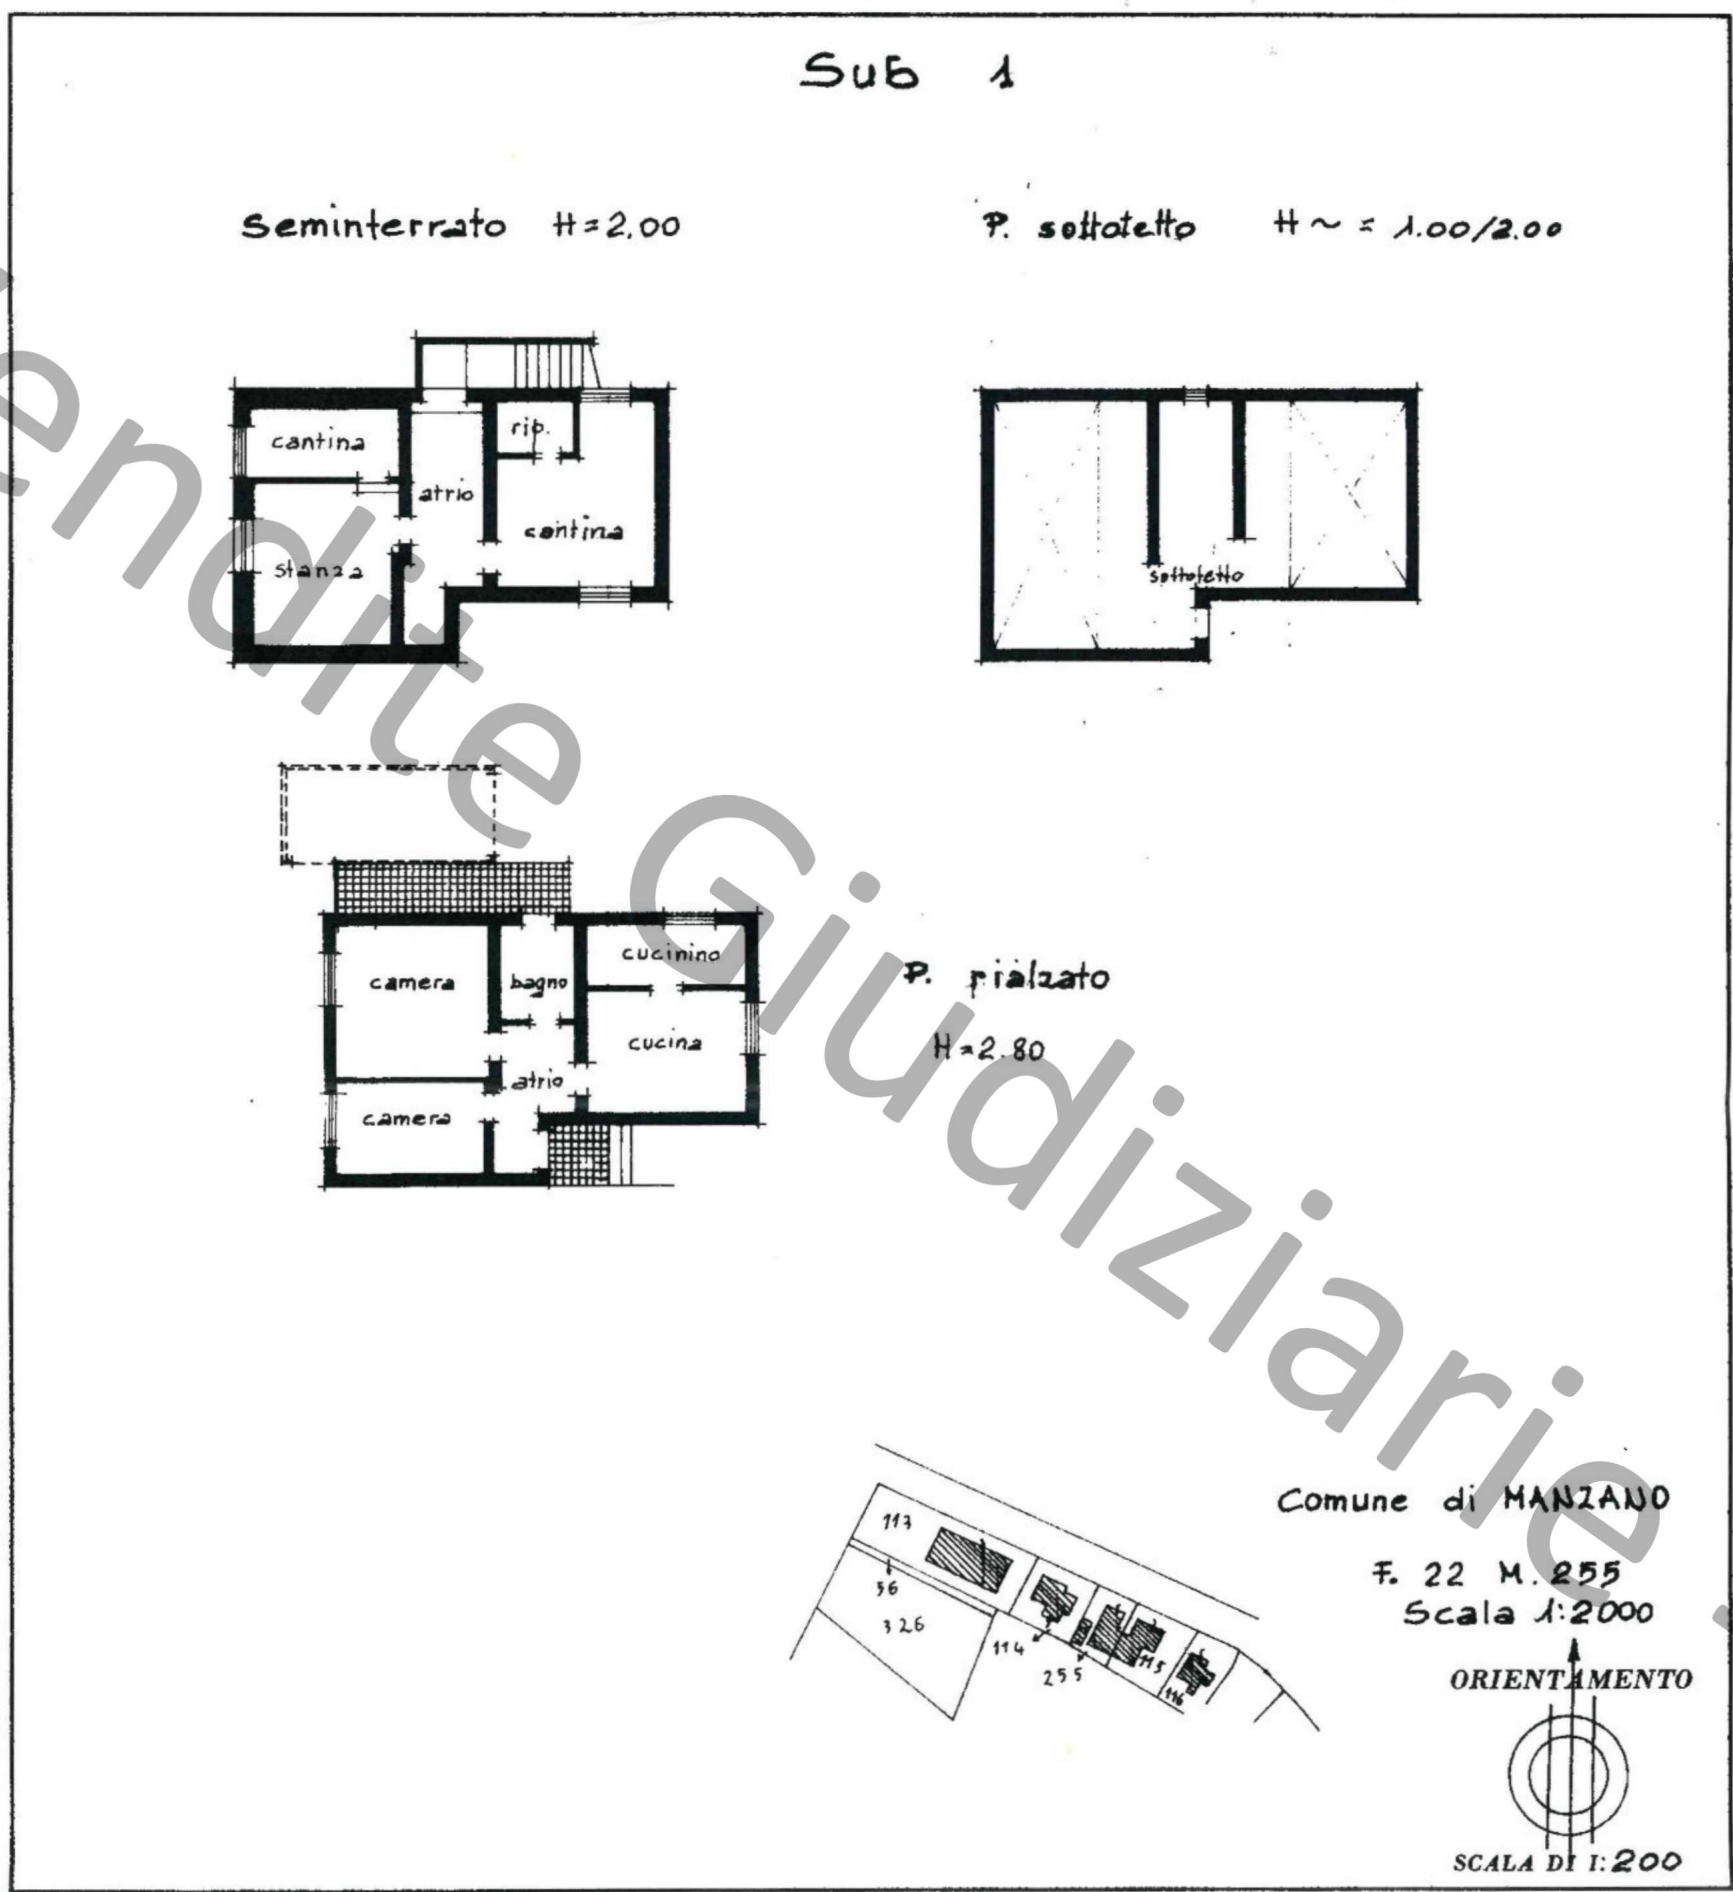 Sub 1
Seminterrato H=2.00
P. sottotetto H ~ = 1.00/2.00
cantina
rip.
atrio
cantina
stanza
sottotetto
camera
bagno
cucinino
cucina
atrio
camera
P. rialzato
H=2.80
Comune di MANZANO
F. 22 M. 255
Scala 1:2000
113
56
326
114
255
115
116
ORIENTAMENTO
SCALA DI 1:200
endite Giudiziarie